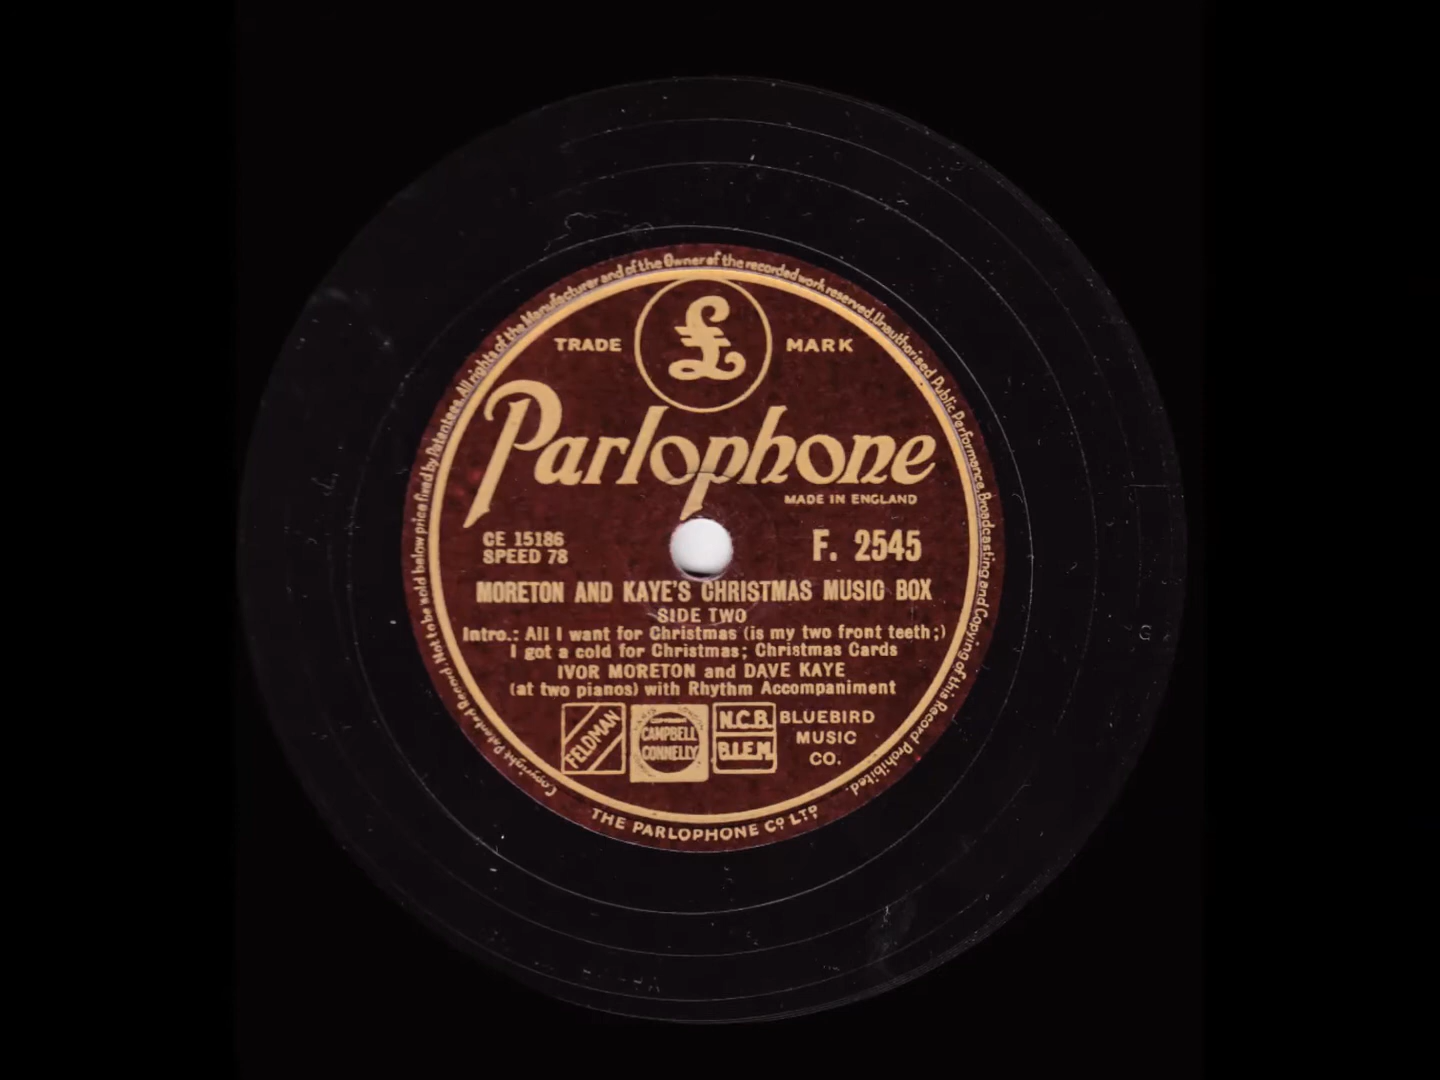 Copyright Patented Record. Not to be sold below price fixed by Patentees. All rights of the Manufacturer and of the Owner of the recorded work reserved. Unauthorised Public Performance, Broadcasting and Copying of this Record Prohibited.
£
TRADE MARK
Parlophone
MADE IN ENGLAND
CE 15186
SPEED 78
F. 2545
MORETON AND KAYE'S CHRISTMAS MUSIC BOX
SIDE TWO
Intro.: All I want for Christmas (is my two front teeth;)
I got a cold for Christmas; Christmas Cards
IVOR MORETON and DAVE KAYE
(at two pianos) with Rhythm Accompaniment
FELDMAN
CAMPBELL
CONNELLY
N.C.B.
B.I.E.M.
BLUEBIRD
MUSIC
CO.
THE PARLOPHONE CO LTD